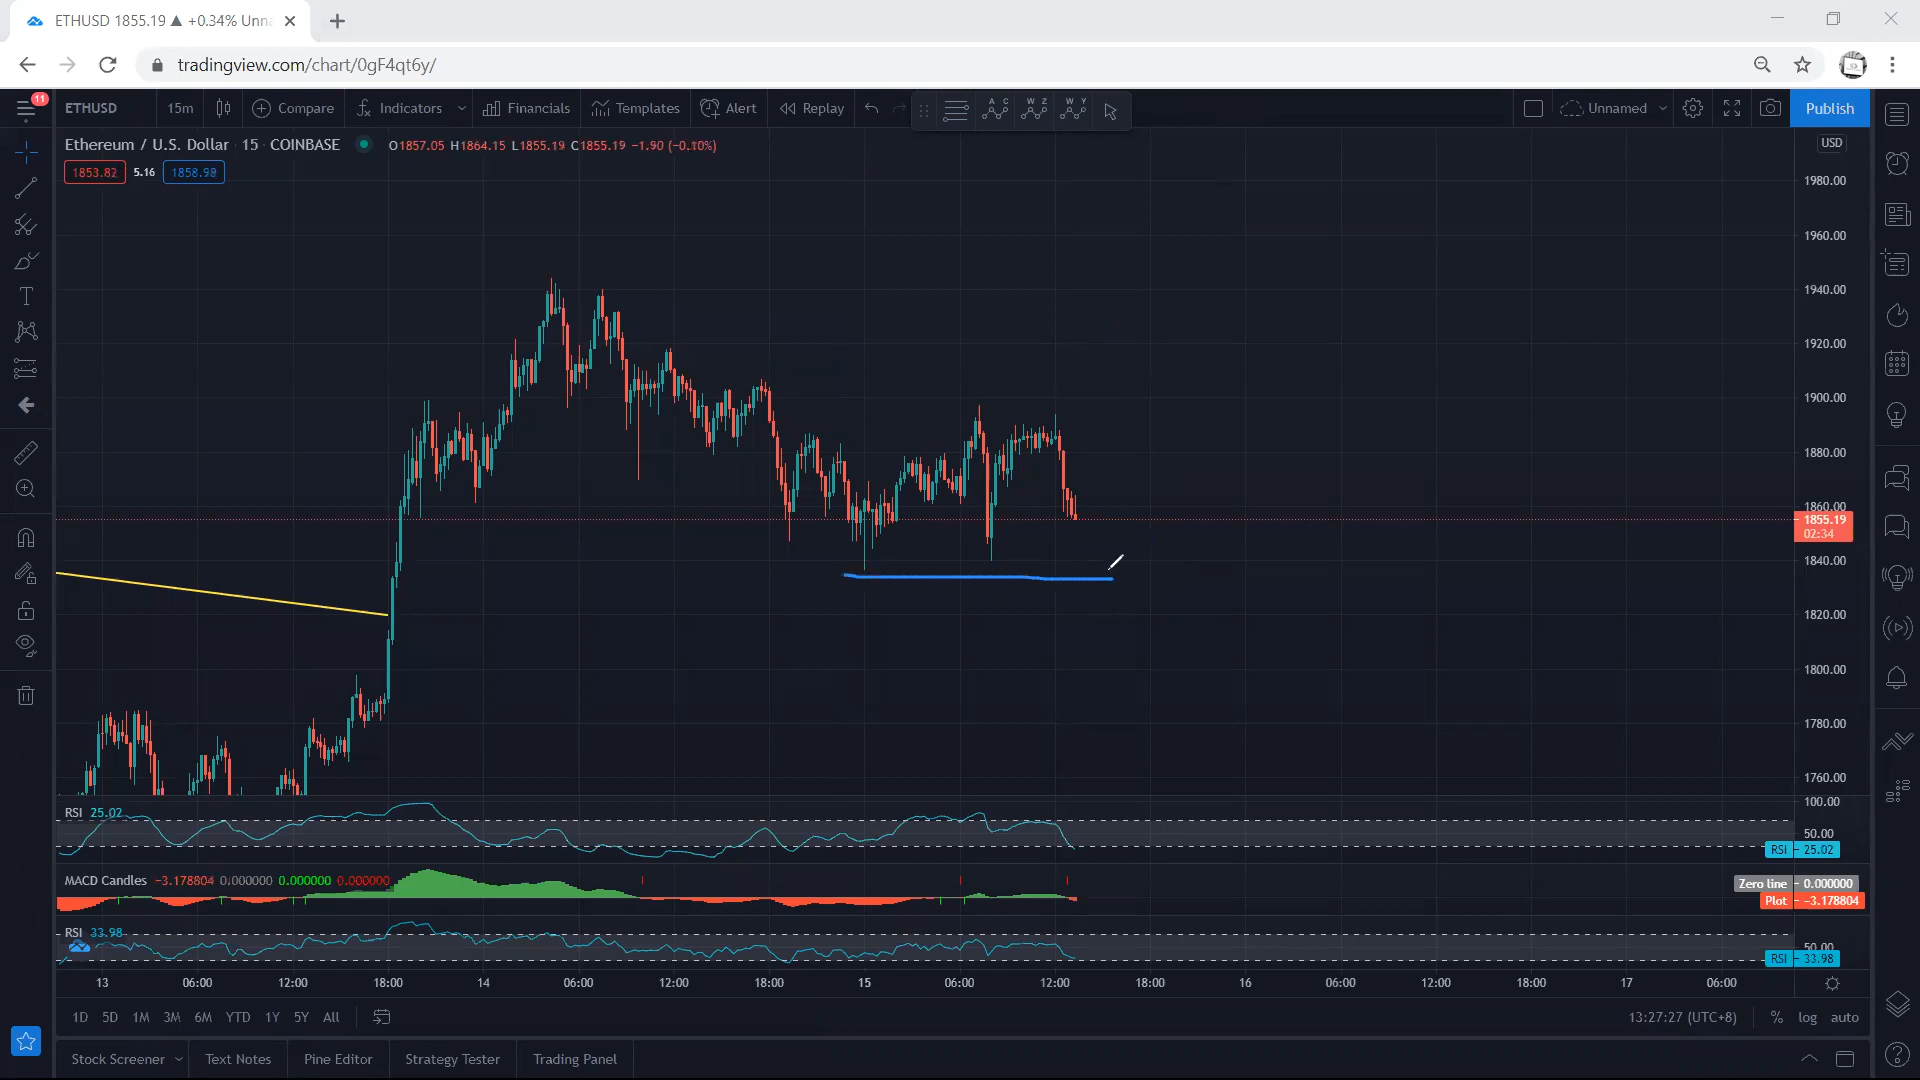 ETHUSD 1855.19 ▲ +0.34% Unna
tradingview.com/chart/0gF4qt6y/
11
ETHUSD 15m Compare Indicators Financials Templates Alert Replay Unnamed Publish
A C W Z W Y
Ethereum / U.S. Dollar 15 COINBASE O1857.05 H1864.15 L1855.19 C1855.19 −1.90 (−0.10%)
USD
1853.82 5.16 1858.98
1980.00
1960.00
1940.00
1920.00
1900.00
1880.00
1860.00
1855.19
02:34
1840.00
1820.00
1800.00
1780.00
1760.00
RSI 25.02
100.00
50.00
RSI 25.02
MACD Candles −3.178804 0.000000 0.000000 0.000000
Zero line 0.000000
Plot −3.178804
RSI 33.98
50.00
RSI 33.98
13 06:00 12:00 18:00 14 06:00 12:00 18:00 15 06:00 12:00 18:00 16 06:00 12:00 18:00 17 06:00
1D 5D 1M 3M 6M YTD 1Y 5Y All 13:27:27 (UTC+8) % log auto
Stock Screener Text Notes Pine Editor Strategy Tester Trading Panel